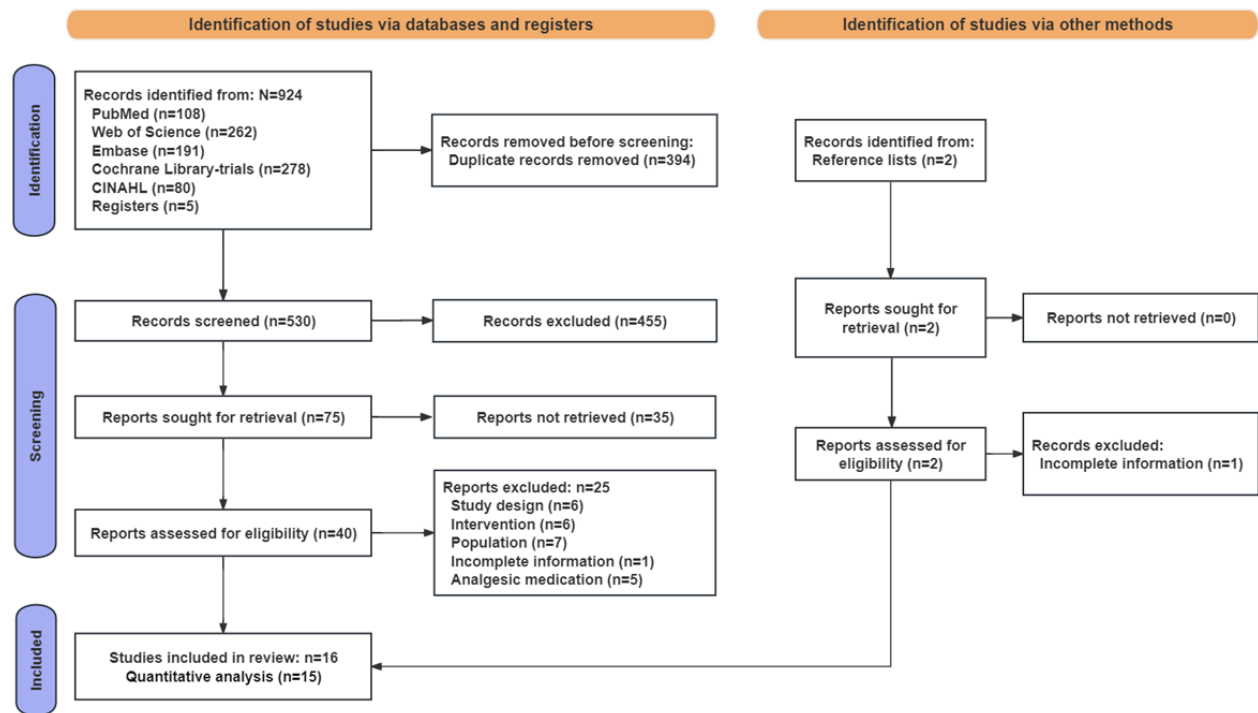 Identification of studies via databases and registers
Identification of studies via other methods
Identification
Records identified from: N=924
PubMed (n=108)
Web of Science (n=262)
Embase (n=191)
Cochrane Library-trials (n=278)
CINAHL (n=80)
Registers (n=5)
Records removed before screening:
Duplicate records removed (n=394)
Records identified from:
Reference lists (n=2)
Screening
Records screened (n=530)
Records excluded (n=455)
Reports sought for
retrieval (n=2)
Reports not retrieved (n=0)
Reports sought for retrieval (n=75)
Reports not retrieved (n=35)
Reports assessed for
eligibility (n=2)
Records excluded:
Incomplete information (n=1)
Reports assessed for eligibility (n=40)
Reports excluded: n=25
Study design (n=6)
Intervention (n=6)
Population (n=7)
Incomplete information (n=1)
Analgesic medication (n=5)
Included
Studies included in review: n=16
Quantitative analysis (n=15)